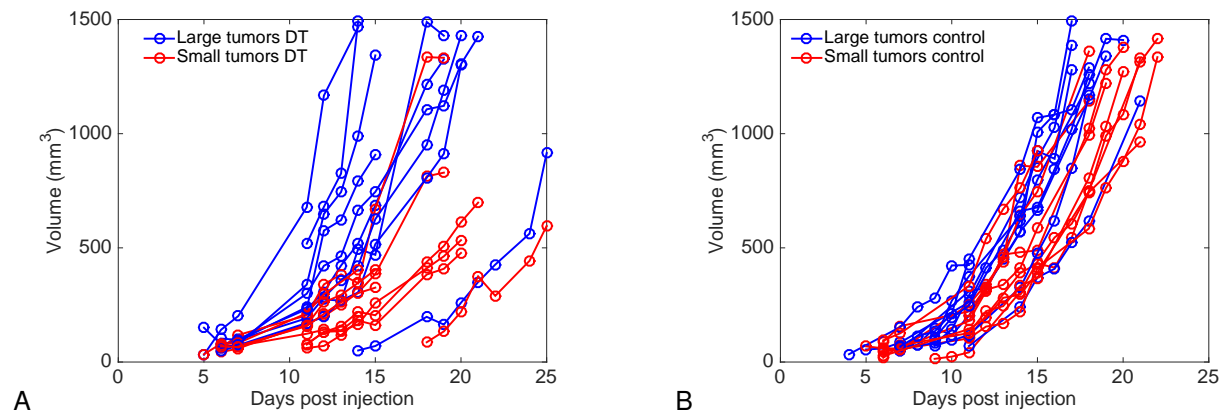 1500
1000
500
0
Volume (mm³)
Large tumors DT
Small tumors DT
0 5 10 15 20 25
Days post injection
A
1500
1000
500
0
Volume (mm³)
Large tumors control
Small tumors control
0 5 10 15 20 25
Days post injection
B